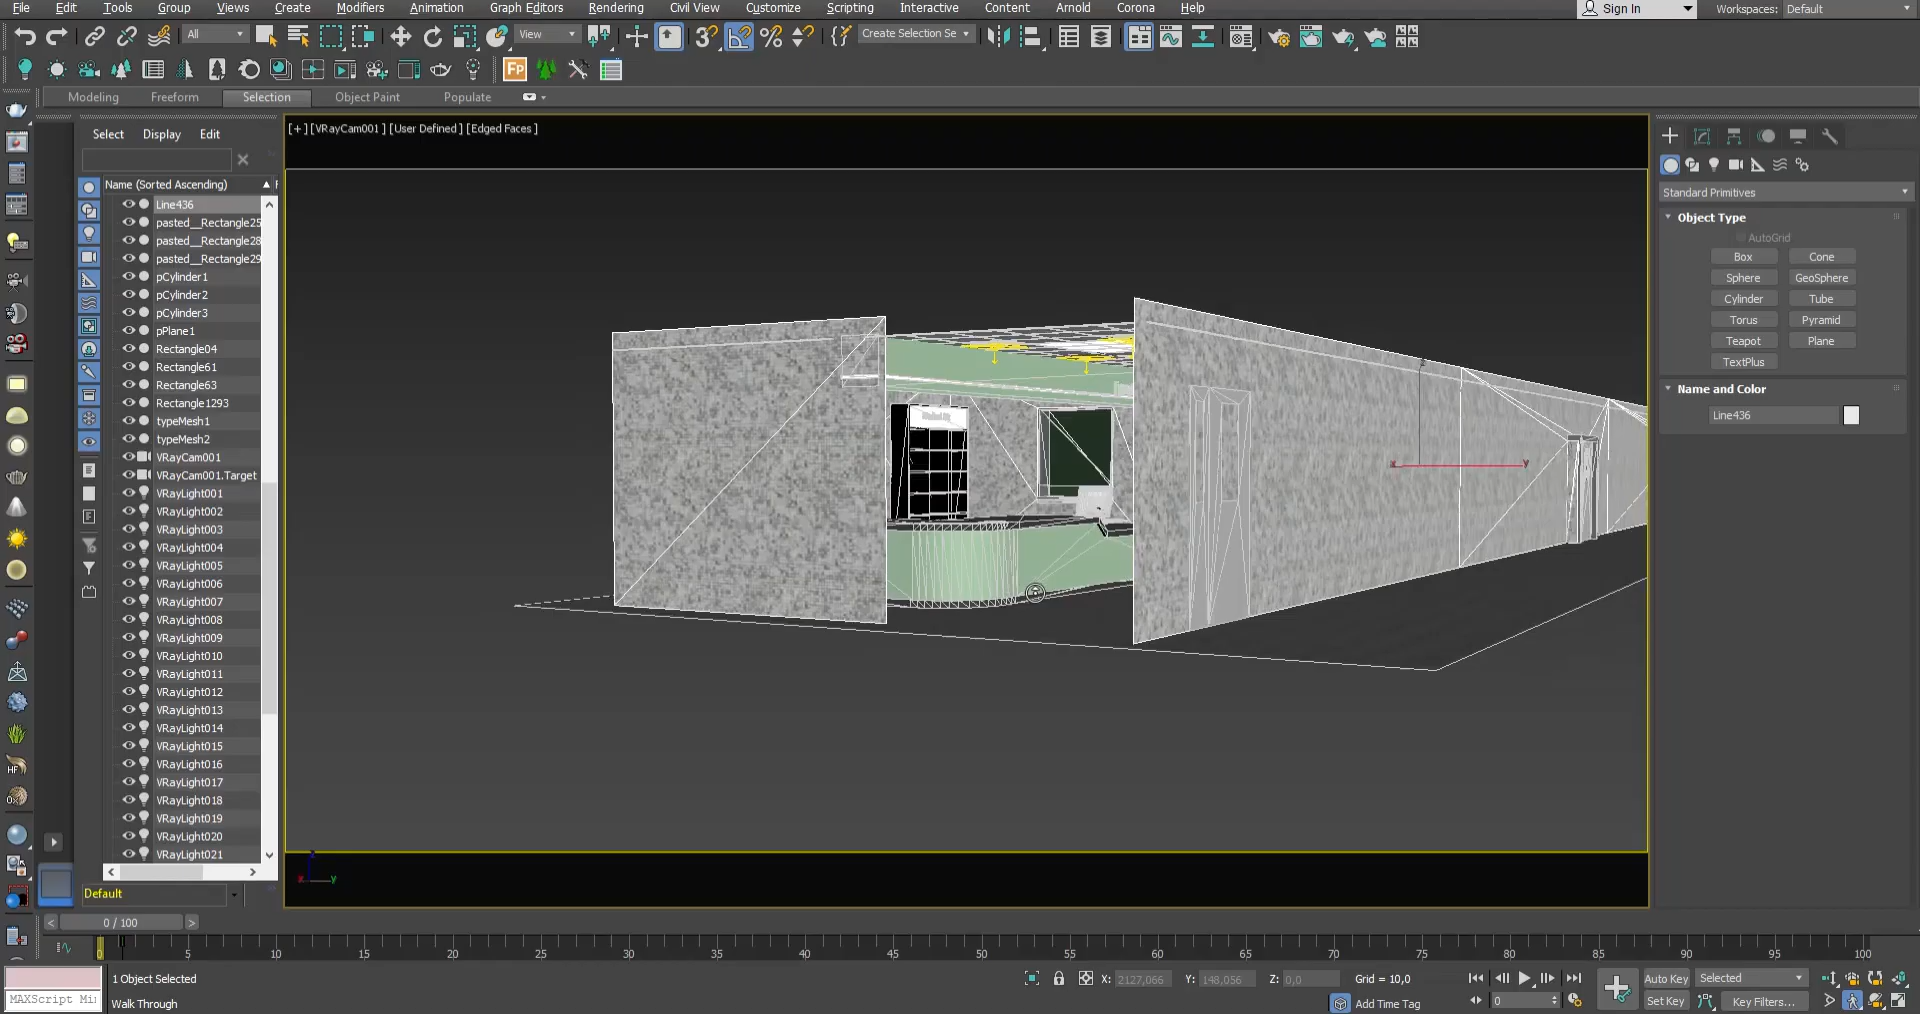 File Edit Tools Group Views Create Modifiers Animation Graph Editors Rendering Civil View Customize Scripting Interactive Content Arnold Corona Help
Sign In Workspaces: Default
All View Create Selection Se
Fp
Modeling Freeform Selection Object Paint Populate
Select Display Edit
[+] [VRayCam001 ] [User Defined ] [Edged Faces ]
Name (Sorted Ascending)
Line436
pasted__Rectangle25
pasted__Rectangle28
pasted__Rectangle29
pCylinder1
pCylinder2
pCylinder3
pPlane1
Rectangle04
Rectangle61
Rectangle63
Rectangle1293
typeMesh1
typeMesh2
VRayCam001
VRayCam001.Target
VRayLight001
VRayLight002
VRayLight003
VRayLight004
VRayLight005
VRayLight006
VRayLight007
VRayLight008
VRayLight009
VRayLight010
VRayLight011
VRayLight012
VRayLight013
VRayLight014
VRayLight015
VRayLight016
VRayLight017
VRayLight018
VRayLight019
VRayLight020
VRayLight021
Default
Standard Primitives
Object Type
AutoGrid
Box Cone
Sphere GeoSphere
Cylinder Tube
Torus Pyramid
Teapot Plane
TextPlus
Name and Color
Line436
x y
x y
0 / 100
0 5 10 15 20 25 30 35 40 45 50 55 60 65 70 75 80 85 90 95 100
1 Object Selected
X: 2127,066 Y: 148,056 Z: 0,0 Grid = 10,0
Auto Key Selected
MAXScript Mi
Walk Through
Add Time Tag
0
Set Key Key Filters...